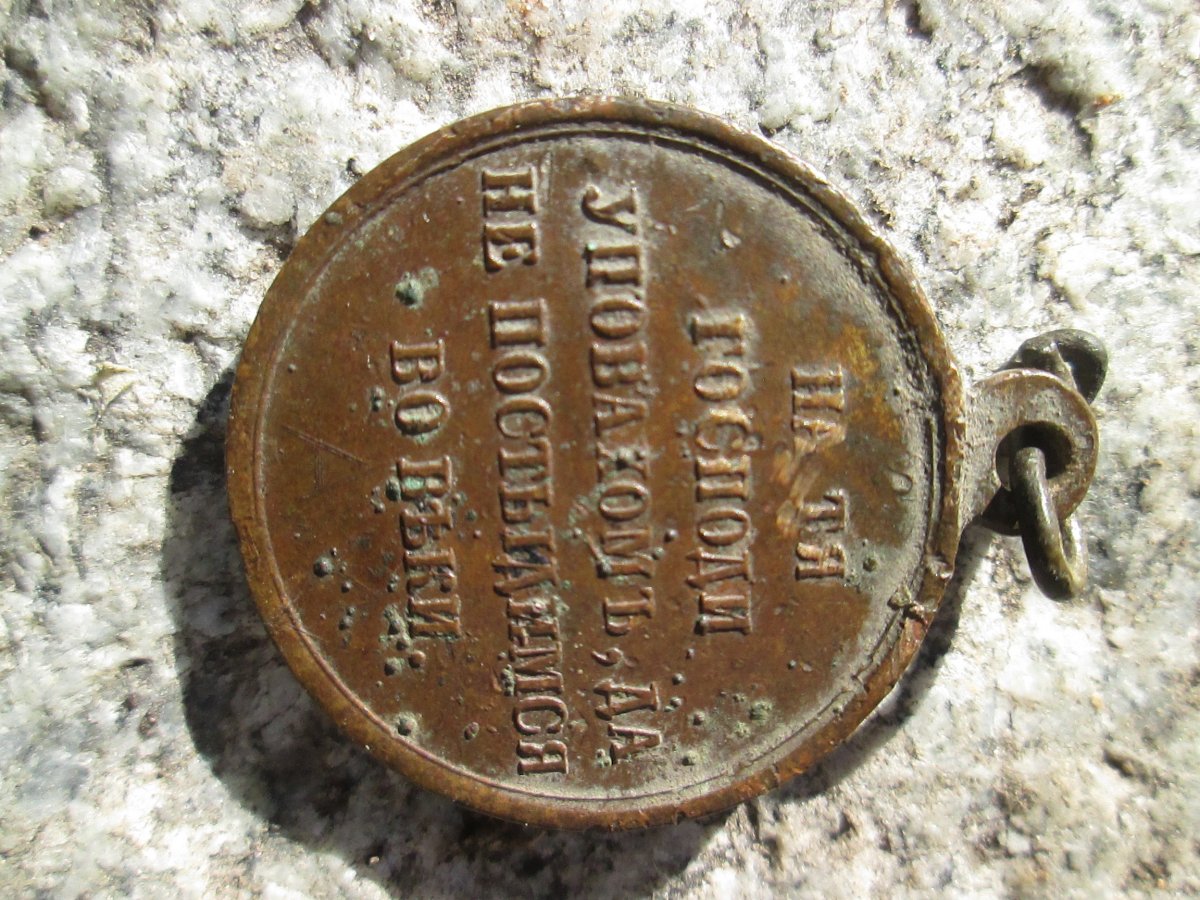 НА ТЯ
ГОСПОДИ
УПОВАХОМЪ, ДА
НЕ ПОСТЫДИМСЯ
ВО ВѢКИ